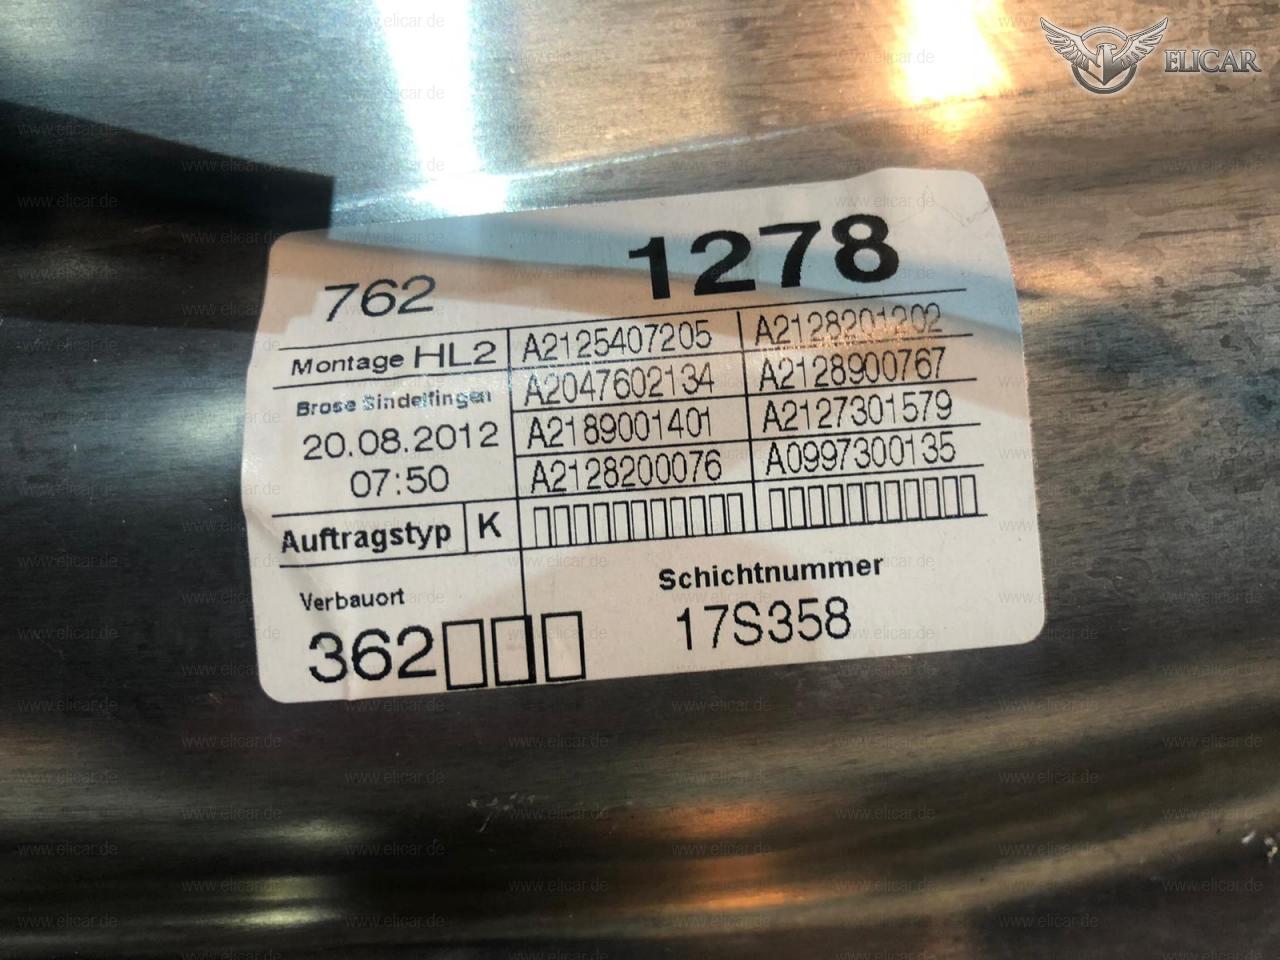 ELICAR
762 1278
Montage HL2
Brose Sindelfingen
20.08.2012
07:50
A2125407205 A2128201202
A2047602134 A2128900767
A2189001401 A2127301579
A2128200076 A0997300135
Auftragstyp K
Verbauort
362
Schichtnummer
17S358
www.elicar.de